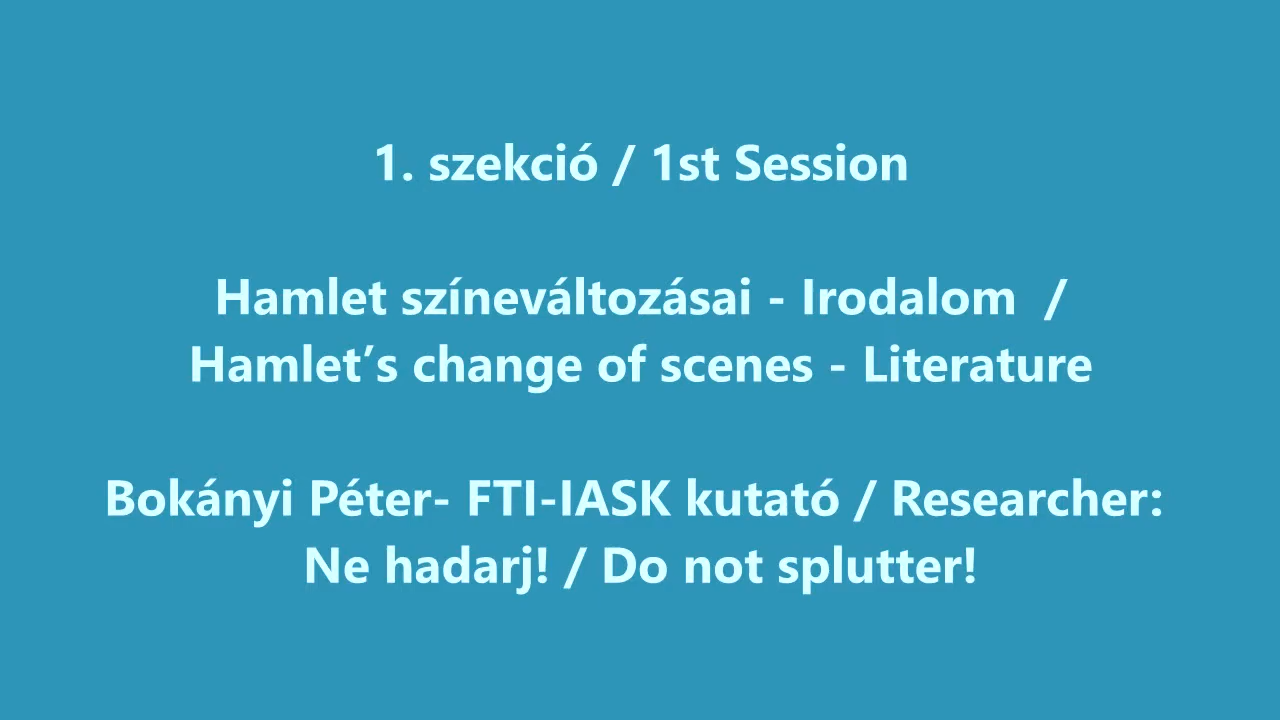 1. szekció / 1st Session
Hamlet színeváltozásai - Irodalom /
Hamlet’s change of scenes - Literature
Bokányi Péter- FTI-IASK kutató / Researcher:
Ne hadarj! / Do not splutter!